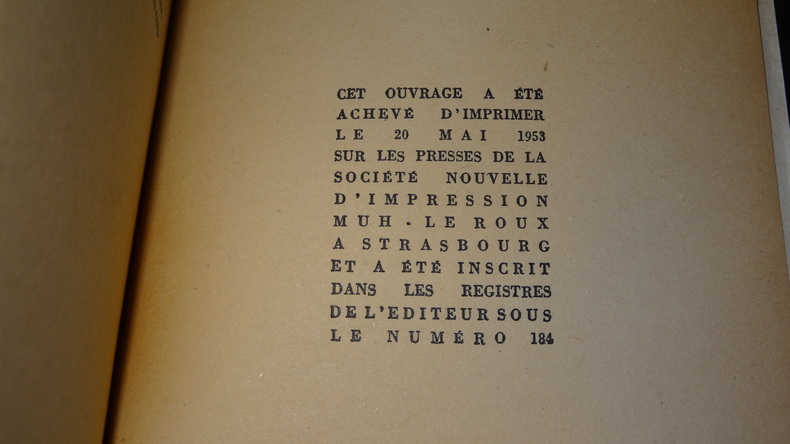 CET OUVRAGE A ÉTÉ
ACHEVÉ D'IMPRIMER
LE 20 MAI 1953
SUR LES PRESSES DE LA
SOCIÉTÉ NOUVELLE
D'IMPRESSION
MUH-LE ROUX
A STRASBOURG
ET A ÉTÉ INSCRIT
DANS LES REGISTRES
DE L'EDITEUR SOUS
LE NUMÉRO 184